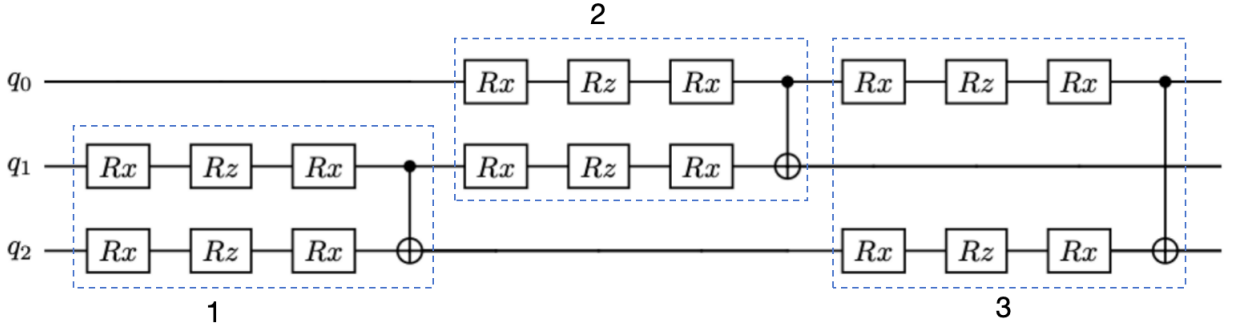 2
q₀ Rx Rz Rx Rx Rz Rx
q₁ Rx Rz Rx Rx Rz Rx
q₂ Rx Rz Rx Rx Rz Rx
1 3